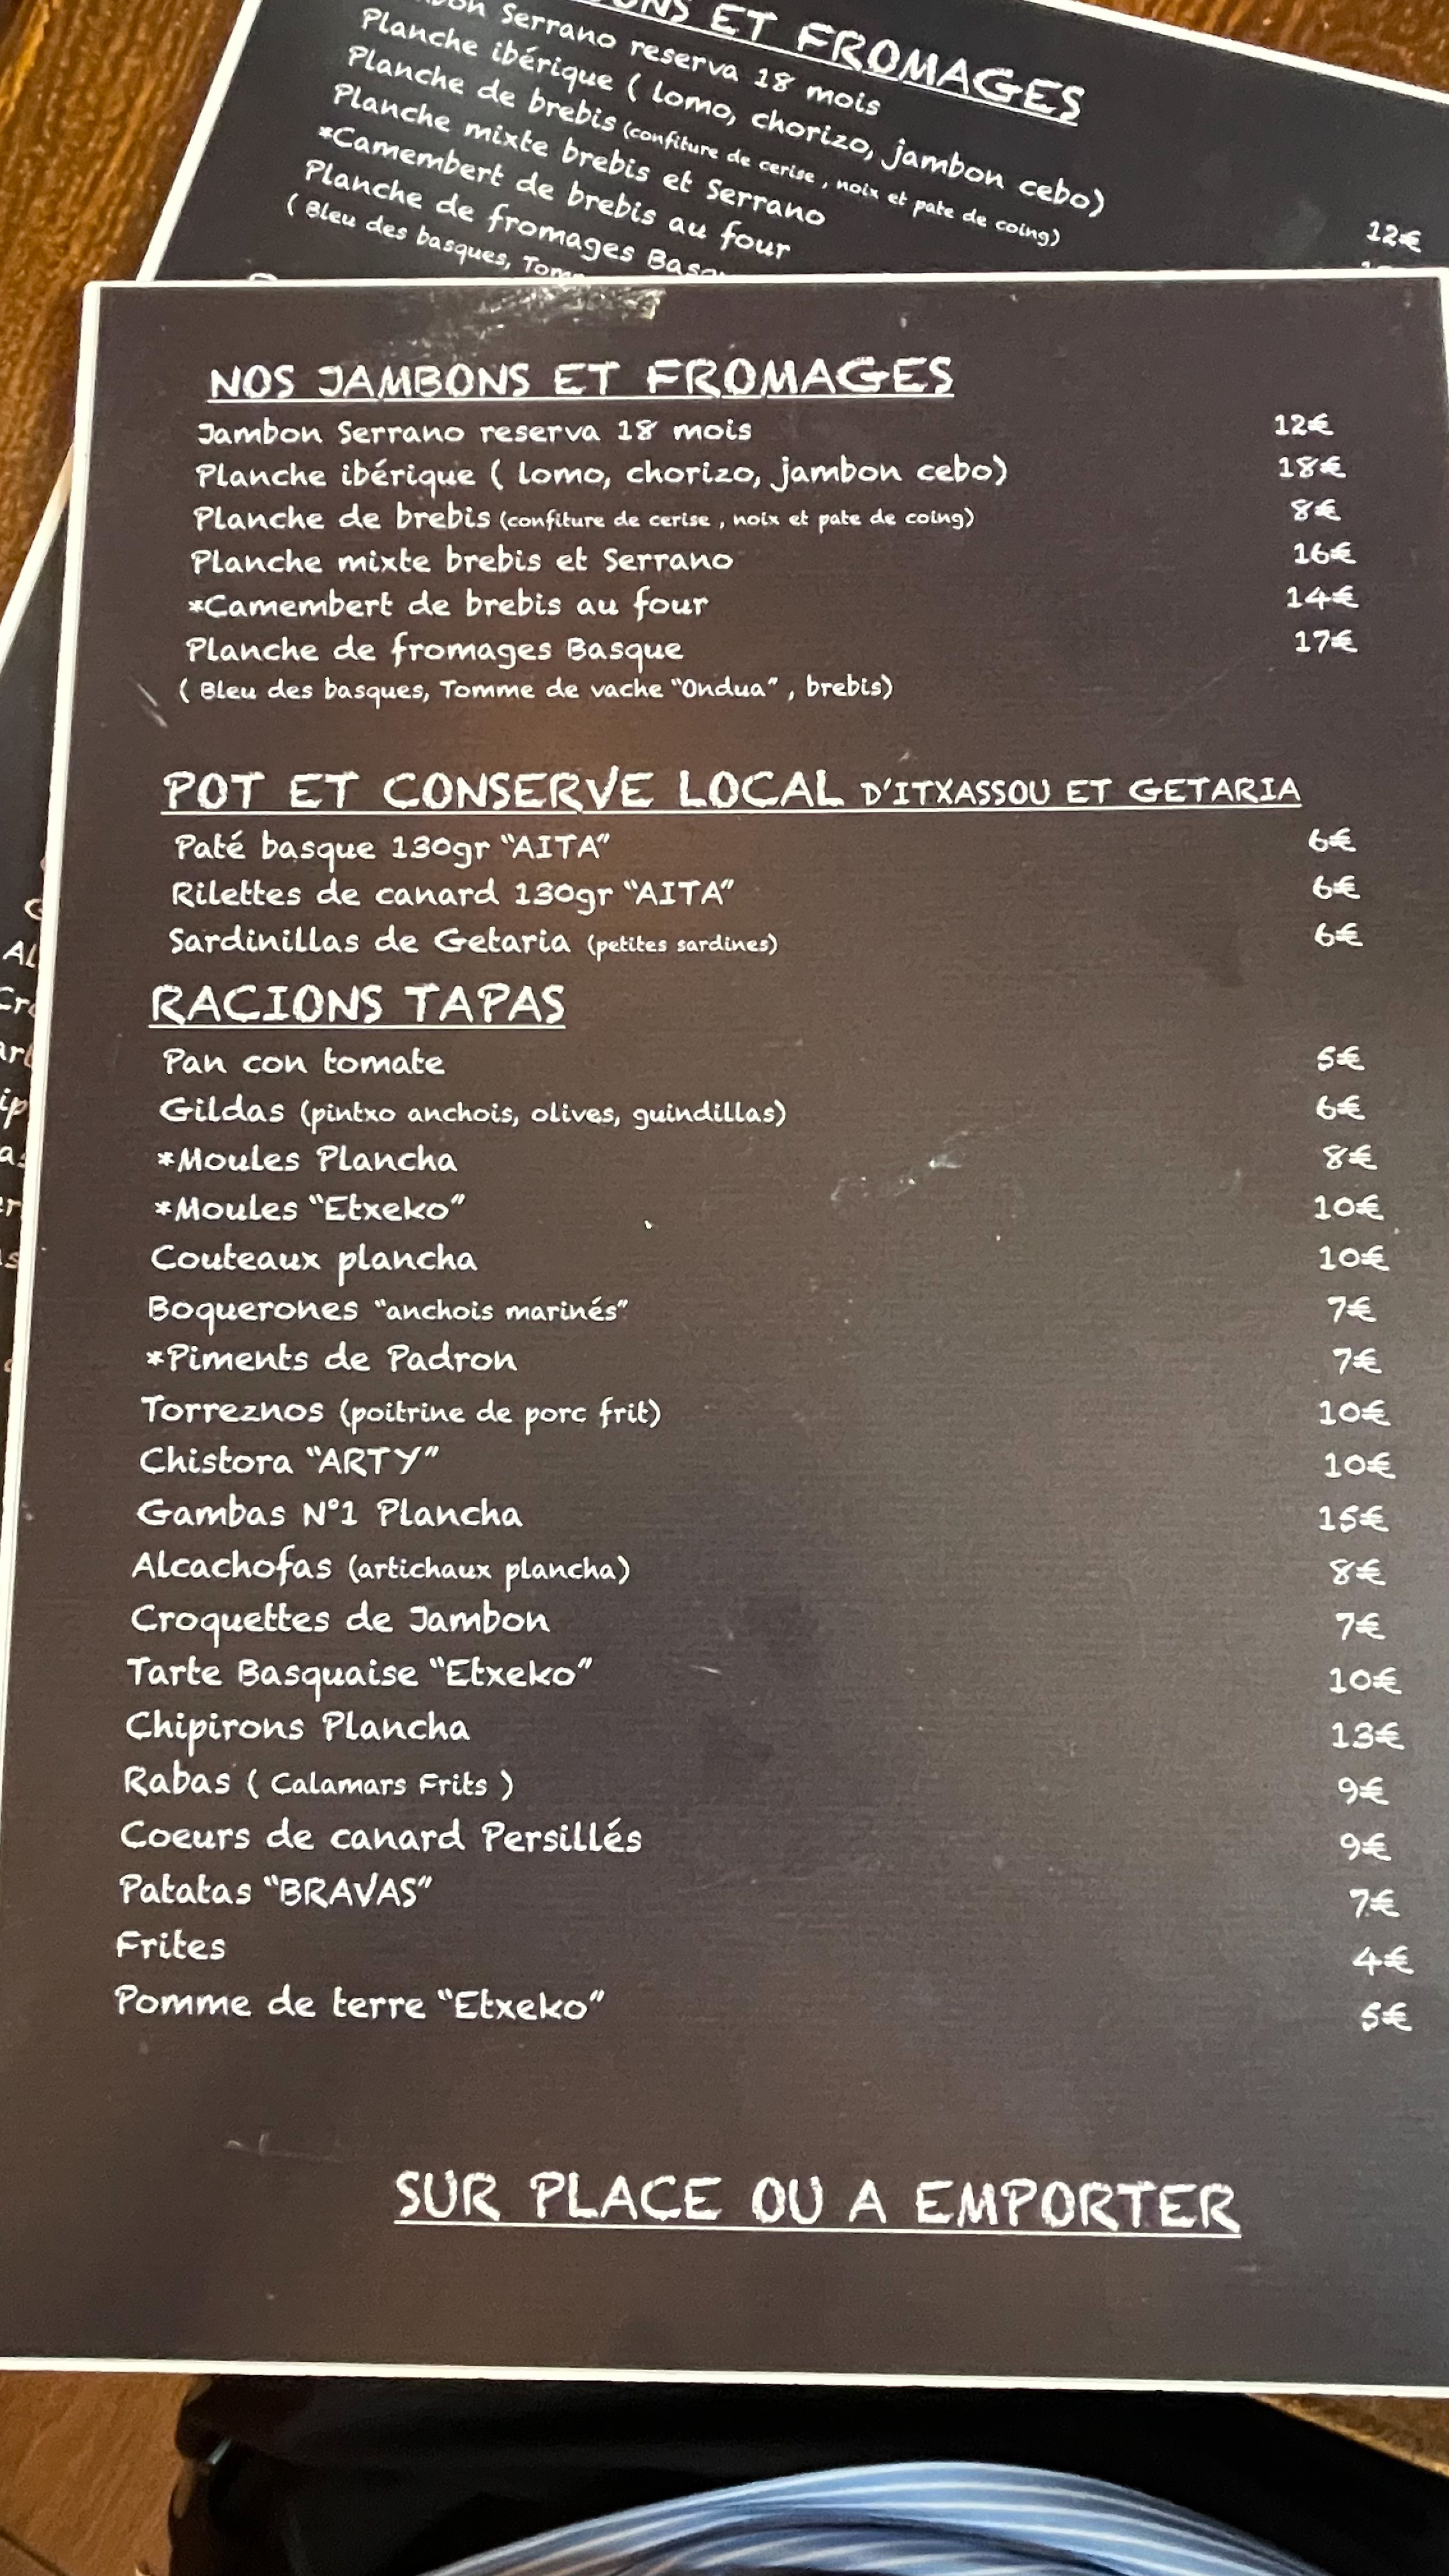 ET FROMAGES
Serrano reserva 18 mois
Planche ibérique ( lomo, chorizo, jambon cebo)
Planche de brebis (confiture de cerise , noix et pate de coing)
Planche mixte brebis et Serrano
*Camembert de brebis au four
12€
Planche de fromages
( Bleu des basques,
NOS JAMBONS ET FROMAGES
Jambon Serrano reserva 18 mois 12€
Planche ibérique ( lomo, chorizo, jambon cebo) 18€
Planche de brebis (confiture de cerise , noix et pate de coing) 8€
Planche mixte brebis et Serrano 16€
*Camembert de brebis au four 14€
Planche de fromages Basque 17€
( Bleu des basques, Tomme de vache "Ondua" , brebis)
POT ET CONSERVE LOCAL D'ITXASSOU ET GETARIA
Paté basque 130gr "AITA" 6€
Rilettes de canard 130gr "AITA" 6€
Sardinillas de Getaria (petites sardines) 6€
RACIONS TAPAS
Pan con tomate 5€
Gildas (pintxo anchois, olives, guindillas) 6€
*Moules Plancha 8€
*Moules "Etxeko" 10€
Couteaux plancha 10€
Boquerones "anchois marinés" 7€
*Piments de Padron 7€
Torreznos (poitrine de porc frit) 10€
Chistora "ARTY" 10€
Gambas N°1 Plancha 15€
Alcachofas (artichaux plancha) 8€
Croquettes de Jambon 7€
Tarte Basquaise "Etxeko" 10€
Chipirons Plancha 13€
Rabas ( Calamars Frits ) 9€
Coeurs de canard Persillés 9€
Patatas "BRAVAS" 7€
Frites 4€
Pomme de terre "Etxeko" 5€
SUR PLACE OU A EMPORTER